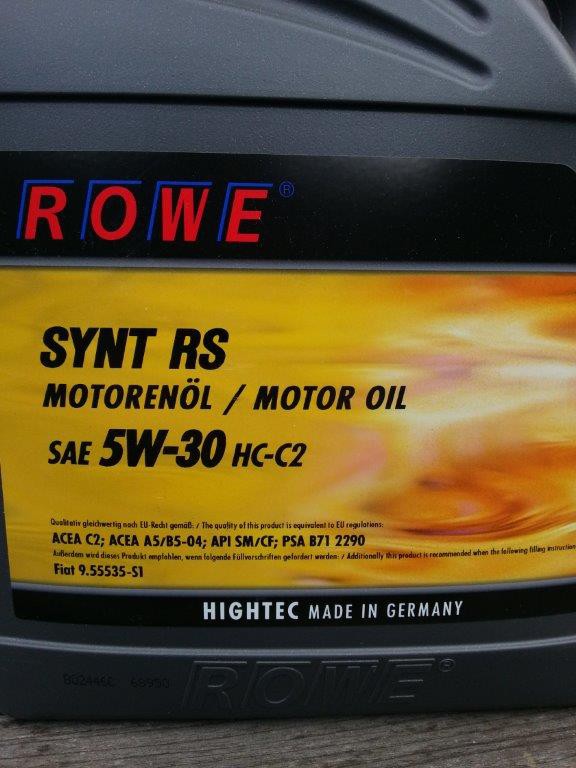 ROWE®
SYNT RS
MOTORENÖL / MOTOR OIL
SAE 5W-30 HC-C2
Qualitativ gleichwertig nach EU-Recht gemäß: / The quality of this product is equivalent to EU regulations:
ACEA C2; ACEA A5/B5-04; API SM/CF; PSA B71 2290
Außerdem wird dieses Produkt empfohlen, wenn folgende Füllvorschriften gefordert werden: / Additionally this product is recommended when the following filling instruction
Fiat 9.55535-S1
HIGHTEC MADE IN GERMANY
ROWE®